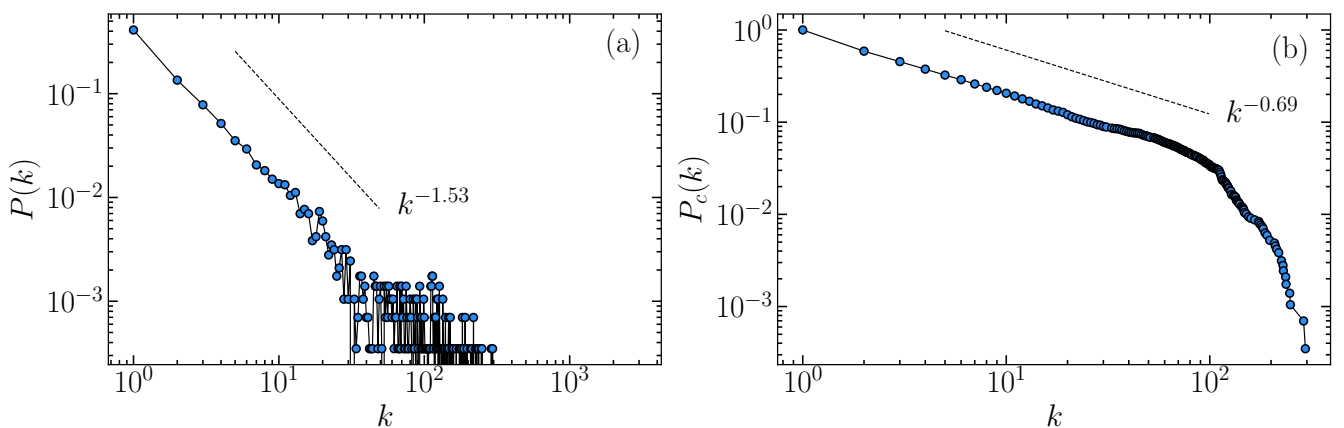 (a)
10^{-1}
10^{-2}
10^{-3}
P(k)
k^{-1.53}
10^{0} 10^{1} 10^{2} 10^{3}
k
(b)
10^{0}
10^{-1}
10^{-2}
10^{-3}
P_c(k)
k^{-0.69}
10^{0} 10^{1} 10^{2}
k